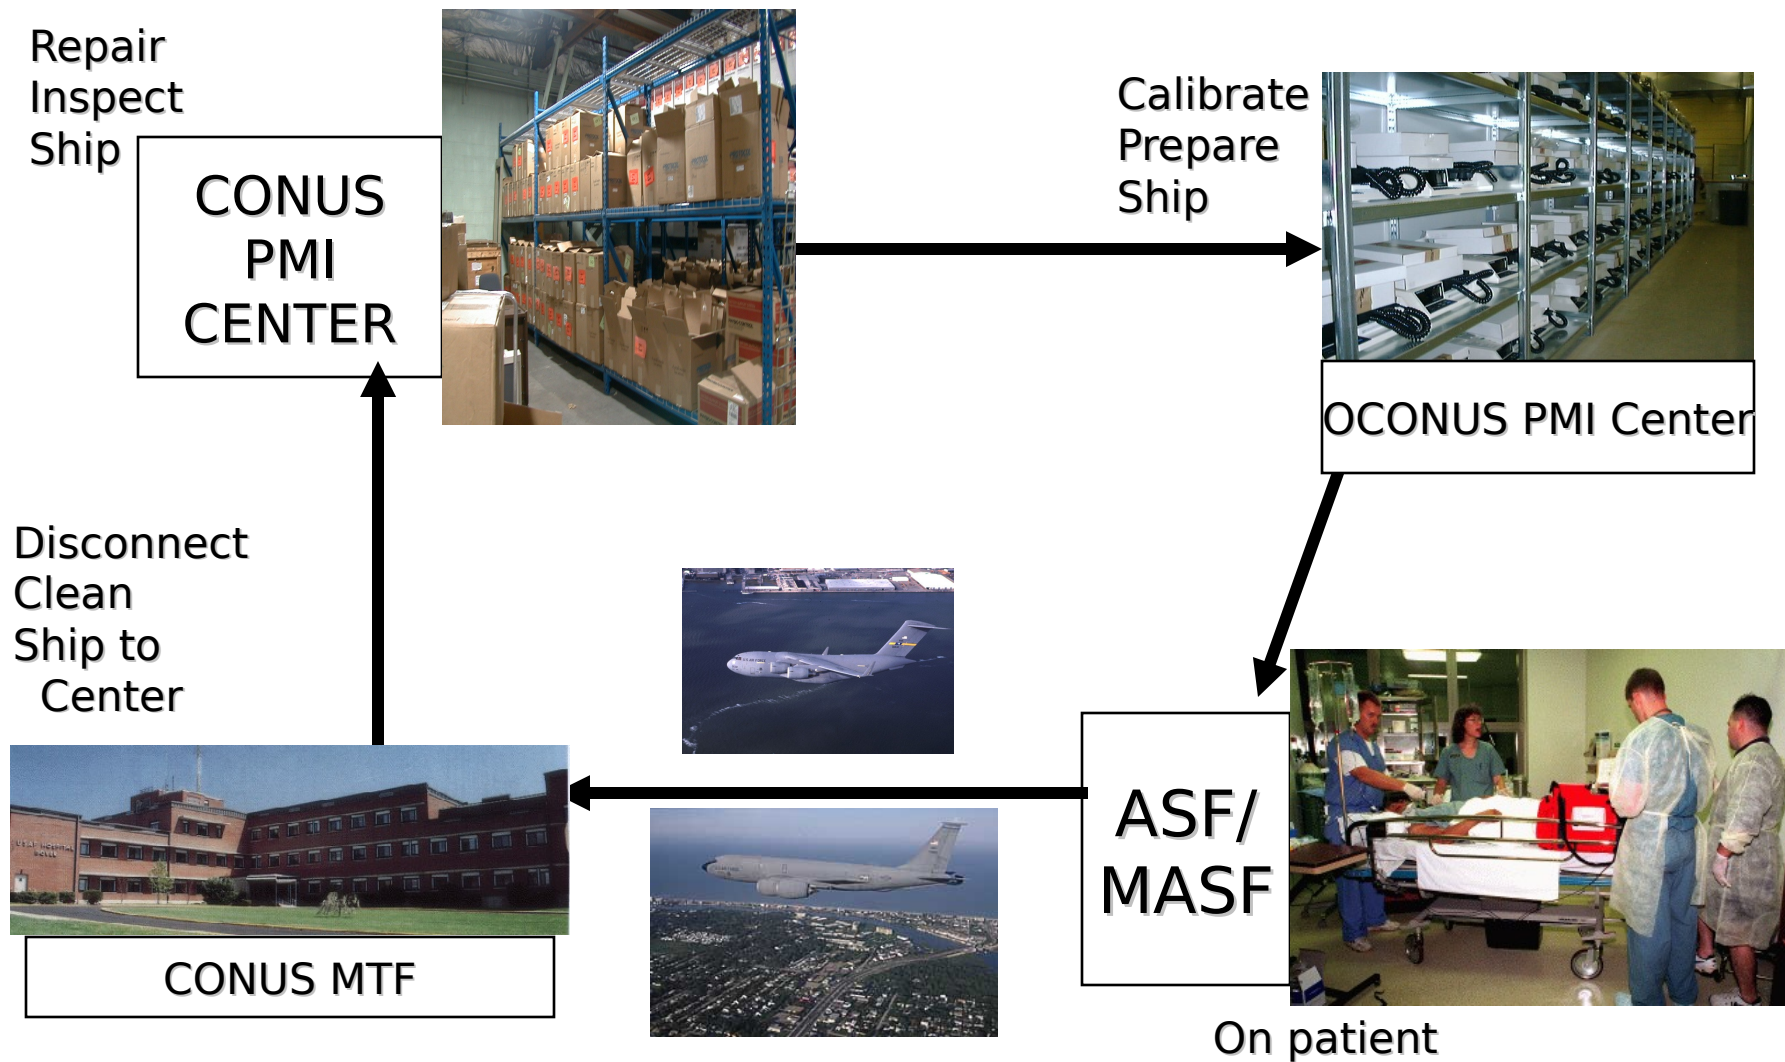 Repair
Inspect
Ship
CONUS
PMI
CENTER
Calibrate
Prepare
Ship
OCONUS PMI Center
Disconnect
Clean
Ship to
Center
ASF/
MASF
CONUS MTF
On patient